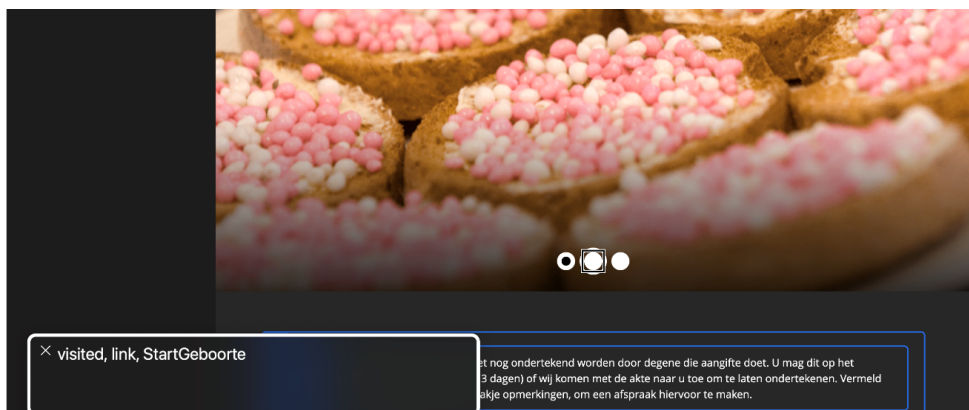 visited, link, StartGeboorte
nog ondertekend worden door degene die aangifte doet. U mag dit op het
3 dagen) of wij komen met de akte naar u toe om te laten ondertekenen. Vermeld
akje opmerkingen, om een afspraak hiervoor te maken.